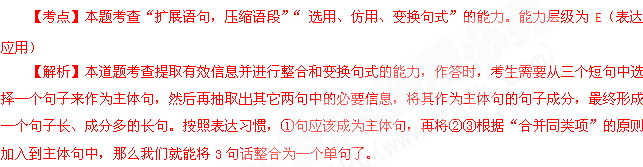 【考点】本题考查“扩展语句，压缩语段”“ 选用、仿用、变换句式”的能力。能力层级为 E（表达
应用）
【解析】本道题考查提取有效信息并进行整合和变换句式的能力，作答时，考生需要从三个短句中选
择一个句子来作为主体句，然后再抽取出其它两句中的必要信息，将其作为主体句的句子成分，最终形成
一个句子长、成分多的长句。按照表达习惯，①句应该成为主体句，再将②③根据“合并同类项”的原则
加入到主体句中，那么我们就能将 3 句话整合为一个单句了。